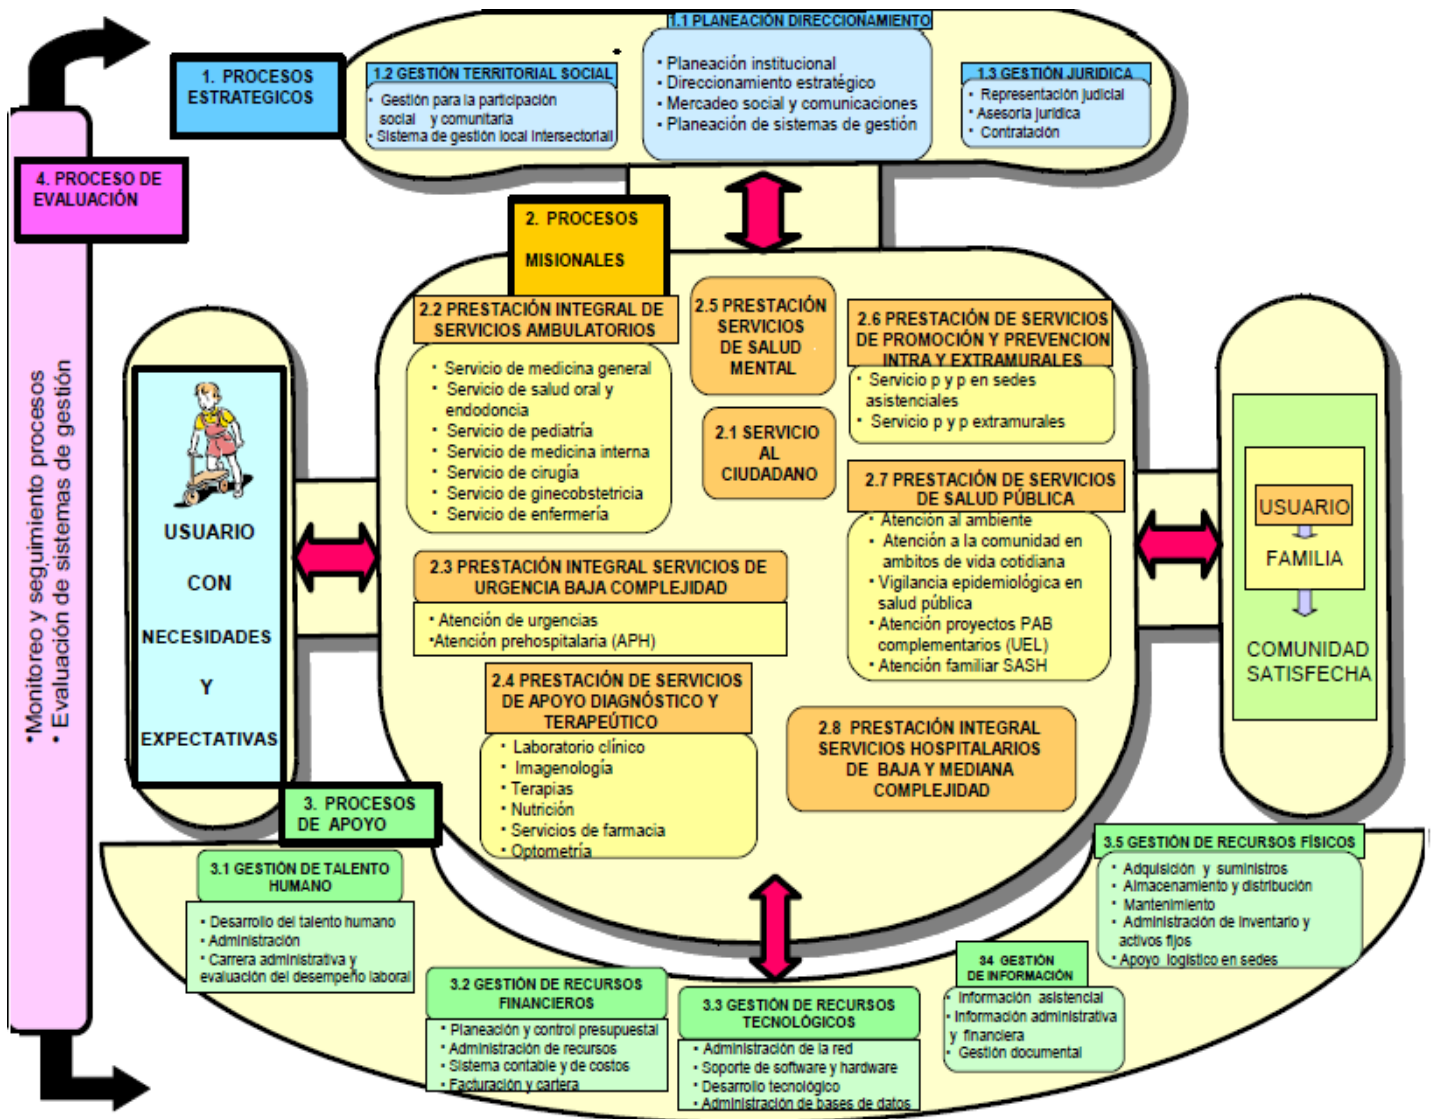 1.1 PLANEACIÓN DIRECCIONAMIENTO
• Planeación institucional
• Direccionamiento estratégico
• Mercadeo social y comunicaciones
• Planeación de sistemas de gestión
1. PROCESOS
ESTRATEGICOS
1.2 GESTIÓN TERRITORIAL SOCIAL
• Gestión para la participación
social y comunitaria
• Sistema de gestión local intersectorial
1.3 GESTIÓN JURIDICA
• Representación judicial
• Asesoría jurídica
• Contratación
4. PROCESO DE
EVALUACIÓN
•Monitoreo y seguimiento procesos
• Evaluación de sistemas de gestión
2. PROCESOS
MISIONALES
2.2 PRESTACIÓN INTEGRAL DE
SERVICIOS AMBULATORIOS
• Servicio de medicina general
• Servicio de salud oral y
endodoncia
• Servicio de pediatría
• Servicio de medicina interna
• Servicio de cirugía
• Servicio de ginecobstetricia
• Servicio de enfermería
2.5 PRESTACIÓN
SERVICIOS
DE SALUD
MENTAL
2.1 SERVICIO
AL
CIUDADANO
2.6 PRESTACIÓN DE SERVICIOS
DE PROMOCIÓN Y PREVENCION
INTRA Y EXTRAMURALES
• Servicio p y p en sedes
asistenciales
• Servicio p y p extramurales
2.7 PRESTACIÓN DE SERVICIOS
DE SALUD PÚBLICA
• Atención al ambiente
• Atención a la comunidad en
ambitos de vida cotidiana
• Vigilancia epidemiológica en
salud pública
• Atención proyectos PAB
complementarios (UEL)
• Atención familiar SASH
2.3 PRESTACIÓN INTEGRAL SERVICIOS DE
URGENCIA BAJA COMPLEJIDAD
• Atención de urgencias
•Atención prehospitalaria (APH)
2.4 PRESTACIÓN DE SERVICIOS
DE APOYO DIAGNÓSTICO Y
TERAPEÚTICO
• Laboratorio clínico
• Imagenología
• Terapias
• Nutrición
• Servicios de farmacia
• Optometría
2.8 PRESTACIÓN INTEGRAL
SERVICIOS HOSPITALARIOS
DE BAJA Y MEDIANA
COMPLEJIDAD
USUARIO
CON
NECESIDADES
Y
EXPECTATIVAS
USUARIO
FAMILIA
COMUNIDAD
SATISFECHA
3. PROCESOS
DE APOYO
3.1 GESTIÓN DE TALENTO
HUMANO
• Desarrollo del talento humano
• Administración
• Carrera administrativa y
evaluación del desempeño laboral
3.2 GESTIÓN DE RECURSOS
FINANCIEROS
• Planeación y control presupuestal
• Administración de recursos
• Sistema contable y de costos
• Facturación y cartera
3.3 GESTIÓN DE RECURSOS
TECNOLÓGICOS
• Administración de la red
• Soporte de software y hardware
• Desarrollo tecnológico
• Administración de bases de datos
34 GESTIÓN
DE INFORMACIÓN
• Información asistencial
• Información administrativa
y financiera
• Gestión documental
3.5 GESTIÓN DE RECURSOS FÍSICOS
• Adquisición y suministros
• Almacenamiento y distribución
• Mantenimiento
• Administración de inventario y
activos fijos
• Apoyo logístico en sedes